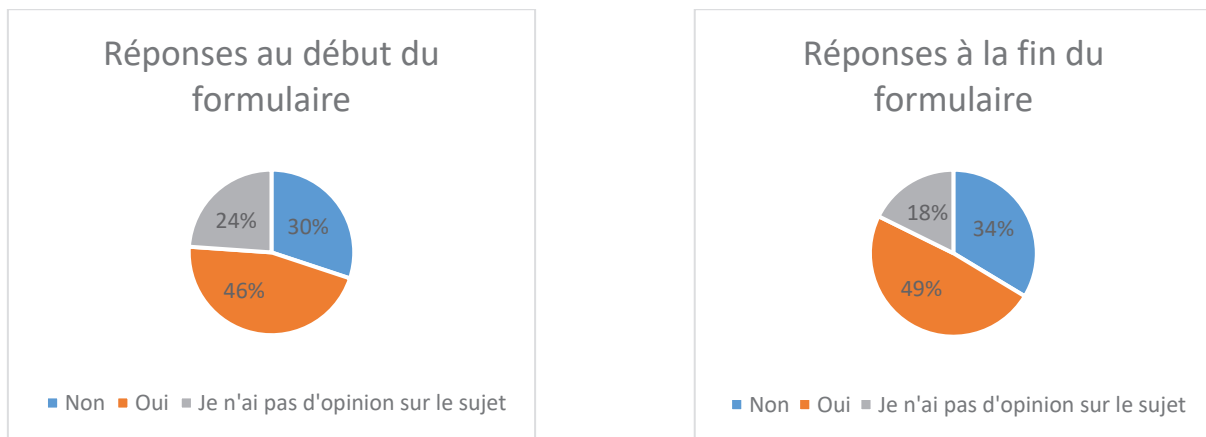 Réponses au début du
formulaire
24%
30%
46%
Non Oui Je n'ai pas d'opinion sur le sujet
Réponses à la fin du
formulaire
18%
34%
49%
Non Oui Je n'ai pas d'opinion sur le sujet